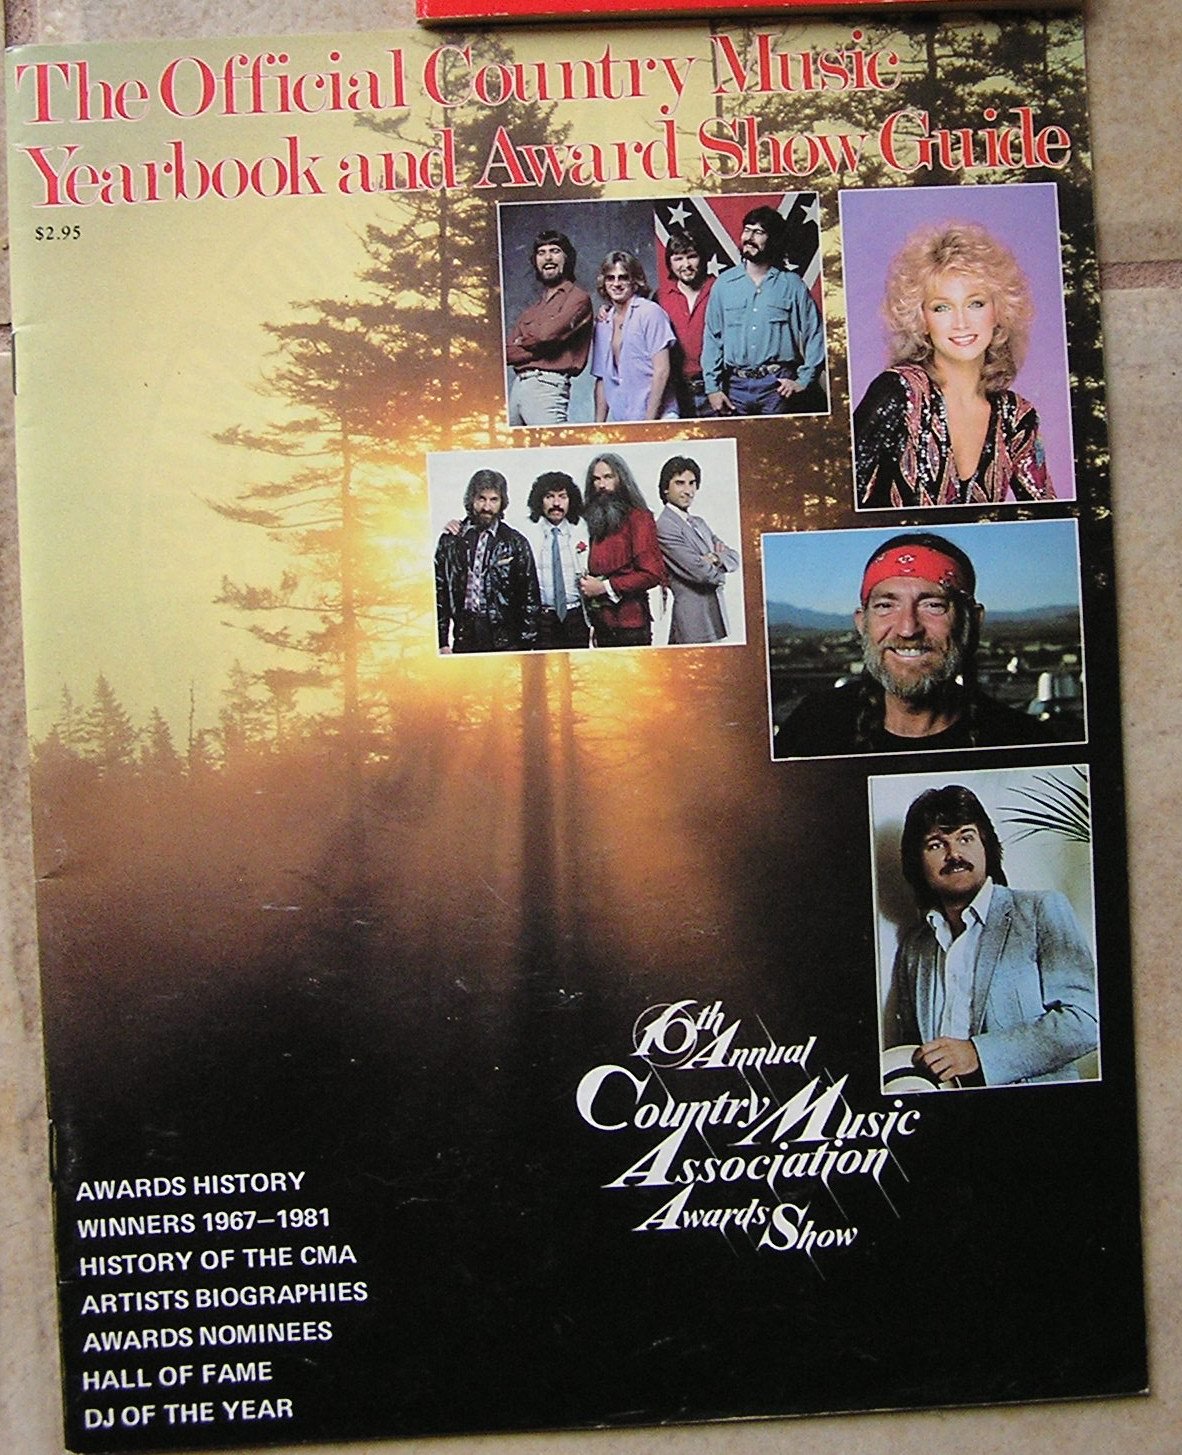 The Official Country Music
Yearbook and Award Show Guide
$2.95
16th
Annual
Country Music
Association
Awards Show
AWARDS HISTORY
WINNERS 1967–1981
HISTORY OF THE CMA
ARTISTS BIOGRAPHIES
AWARDS NOMINEES
HALL OF FAME
DJ OF THE YEAR